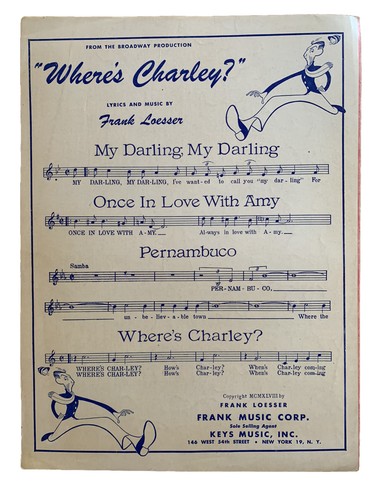 FROM THE BROADWAY PRODUCTION
"Where's Charley?"
LYRICS AND MUSIC BY
Frank Loesser
My Darling, My Darling
MY DAR-LING, MY DAR-LING, I've want-ed to call you "my dar-ling" For
Once In Love With Amy
ONCE IN LOVE WITH A-MY. Al-ways in love with A-my.
Pernambuco
Samba
PER-NAM-BU-CO.
un-be-liev-a-ble town Where the
Where's Charley?
WHERE'S CHAR-LEY? How's Char-ley? When's Char-ley com-ing
WHERE'S CHAR-LEY? How's Char-ley? When's Char-ley com-ing
Copyright MCMXLVIII by
FRANK LOESSER
FRANK MUSIC CORP.
Sole Selling Agent
KEYS MUSIC, INC.
146 WEST 54th STREET • NEW YORK 19, N. Y.